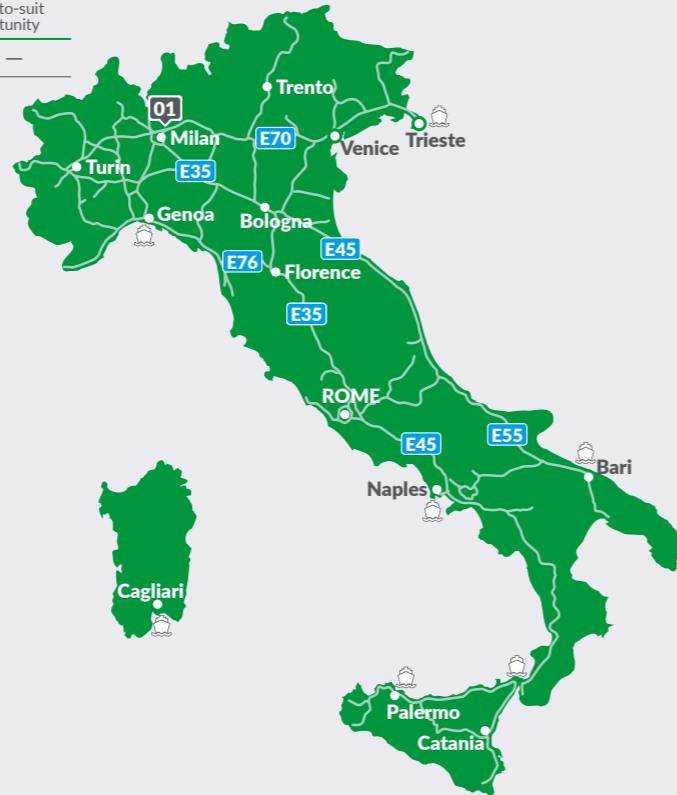 to-suit
tunity
—
01
Trento
Milan
E70
Venice
Trieste
Turin
E35
Genoa
Bologna
E45
E76
Florence
E35
ROME
E45
E55
Naples
Bari
Cagliari
Palermo
Catania